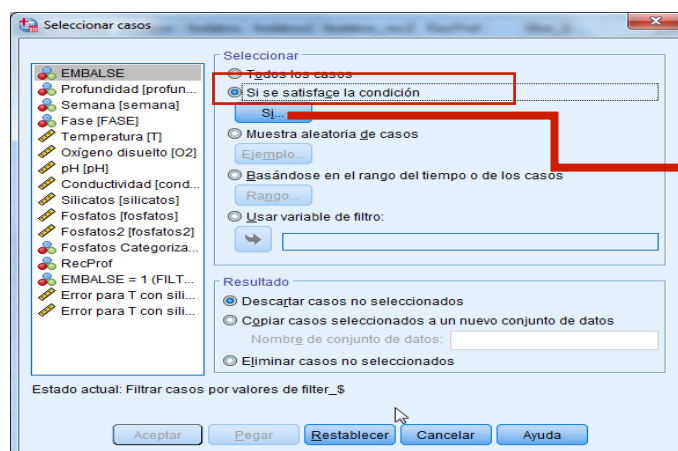 Seleccionar casos
EMBALSE
Profundidad [profun...
Semana [semana]
Fase [FASE]
Temperatura [T]
Oxígeno disuelto [O2]
pH [pH]
Conductividad [cond...
Silicatos [silicatos]
Fosfatos [fosfatos]
Fosfatos2 [fosfatos2]
Fosfatos Categoriza...
RecProf
EMBALSE = 1 (FILT...
Error para T con sili...
Error para T con sili...
Seleccionar
Todos los casos
Si se satisface la condición
Si...
Muestra aleatoria de casos
Ejemplo...
Basándose en el rango del tiempo o de los casos
Rango...
Usar variable de filtro:
Resultado
Descartar casos no seleccionados
Copiar casos seleccionados a un nuevo conjunto de datos
Nombre de conjunto de datos:
Eliminar casos no seleccionados
Estado actual: Filtrar casos por valores de filter_$
Aceptar
Pegar
Restablecer
Cancelar
Ayuda